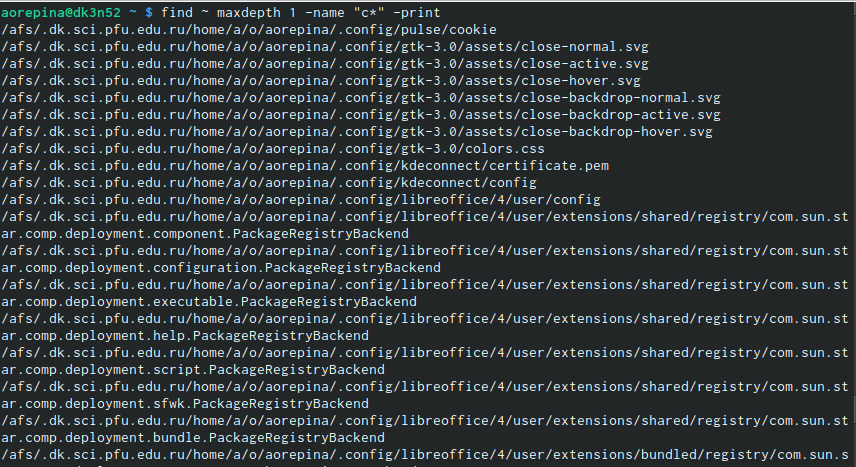 aorepina@dk3n52 ~ $ find ~ maxdepth 1 -name "c*" -print
/afs/.dk.sci.pfu.edu.ru/home/a/o/aorepina/.config/pulse/cookie
/afs/.dk.sci.pfu.edu.ru/home/a/o/aorepina/.config/gtk-3.0/assets/close-normal.svg
/afs/.dk.sci.pfu.edu.ru/home/a/o/aorepina/.config/gtk-3.0/assets/close-active.svg
/afs/.dk.sci.pfu.edu.ru/home/a/o/aorepina/.config/gtk-3.0/assets/close-hover.svg
/afs/.dk.sci.pfu.edu.ru/home/a/o/aorepina/.config/gtk-3.0/assets/close-backdrop-normal.svg
/afs/.dk.sci.pfu.edu.ru/home/a/o/aorepina/.config/gtk-3.0/assets/close-backdrop-active.svg
/afs/.dk.sci.pfu.edu.ru/home/a/o/aorepina/.config/gtk-3.0/assets/close-backdrop-hover.svg
/afs/.dk.sci.pfu.edu.ru/home/a/o/aorepina/.config/gtk-3.0/colors.css
/afs/.dk.sci.pfu.edu.ru/home/a/o/aorepina/.config/kdeconnect/certificate.pem
/afs/.dk.sci.pfu.edu.ru/home/a/o/aorepina/.config/kdeconnect/config
/afs/.dk.sci.pfu.edu.ru/home/a/o/aorepina/.config/libreoffice/4/user/config
/afs/.dk.sci.pfu.edu.ru/home/a/o/aorepina/.config/libreoffice/4/user/extensions/shared/registry/com.sun.st
ar.comp.deployment.component.PackageRegistryBackend
/afs/.dk.sci.pfu.edu.ru/home/a/o/aorepina/.config/libreoffice/4/user/extensions/shared/registry/com.sun.st
ar.comp.deployment.configuration.PackageRegistryBackend
/afs/.dk.sci.pfu.edu.ru/home/a/o/aorepina/.config/libreoffice/4/user/extensions/shared/registry/com.sun.st
ar.comp.deployment.executable.PackageRegistryBackend
/afs/.dk.sci.pfu.edu.ru/home/a/o/aorepina/.config/libreoffice/4/user/extensions/shared/registry/com.sun.st
ar.comp.deployment.help.PackageRegistryBackend
/afs/.dk.sci.pfu.edu.ru/home/a/o/aorepina/.config/libreoffice/4/user/extensions/shared/registry/com.sun.st
ar.comp.deployment.script.PackageRegistryBackend
/afs/.dk.sci.pfu.edu.ru/home/a/o/aorepina/.config/libreoffice/4/user/extensions/shared/registry/com.sun.st
ar.comp.deployment.sfwk.PackageRegistryBackend
/afs/.dk.sci.pfu.edu.ru/home/a/o/aorepina/.config/libreoffice/4/user/extensions/shared/registry/com.sun.st
ar.comp.deployment.bundle.PackageRegistryBackend
/afs/.dk.sci.pfu.edu.ru/home/a/o/aorepina/.config/libreoffice/4/user/extensions/bundled/registry/com.sun.s